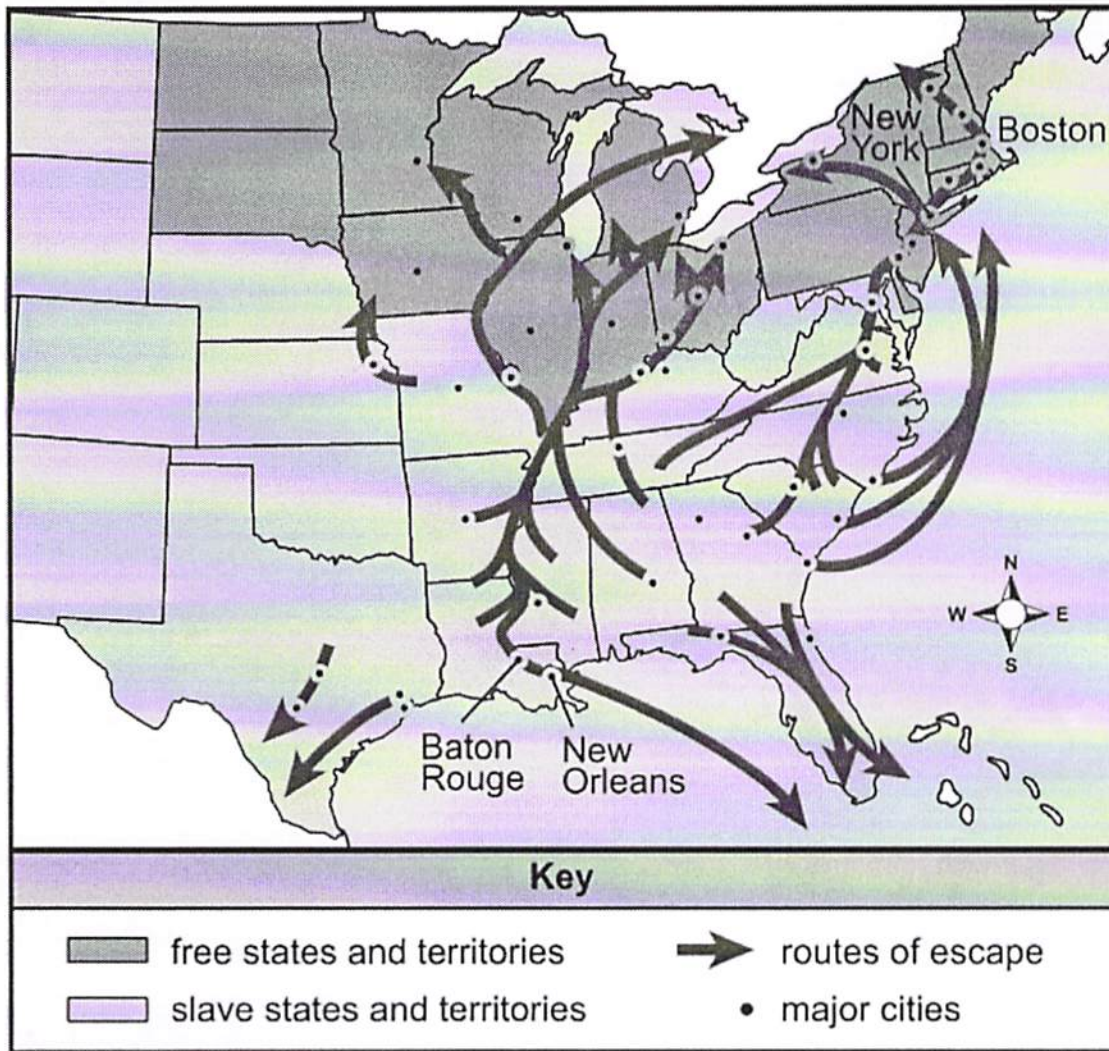 New
York
Boston
N
W
E
S
Baton
Rouge
New
Orleans
Key
free states and territories
routes of escape
slave states and territories
major cities